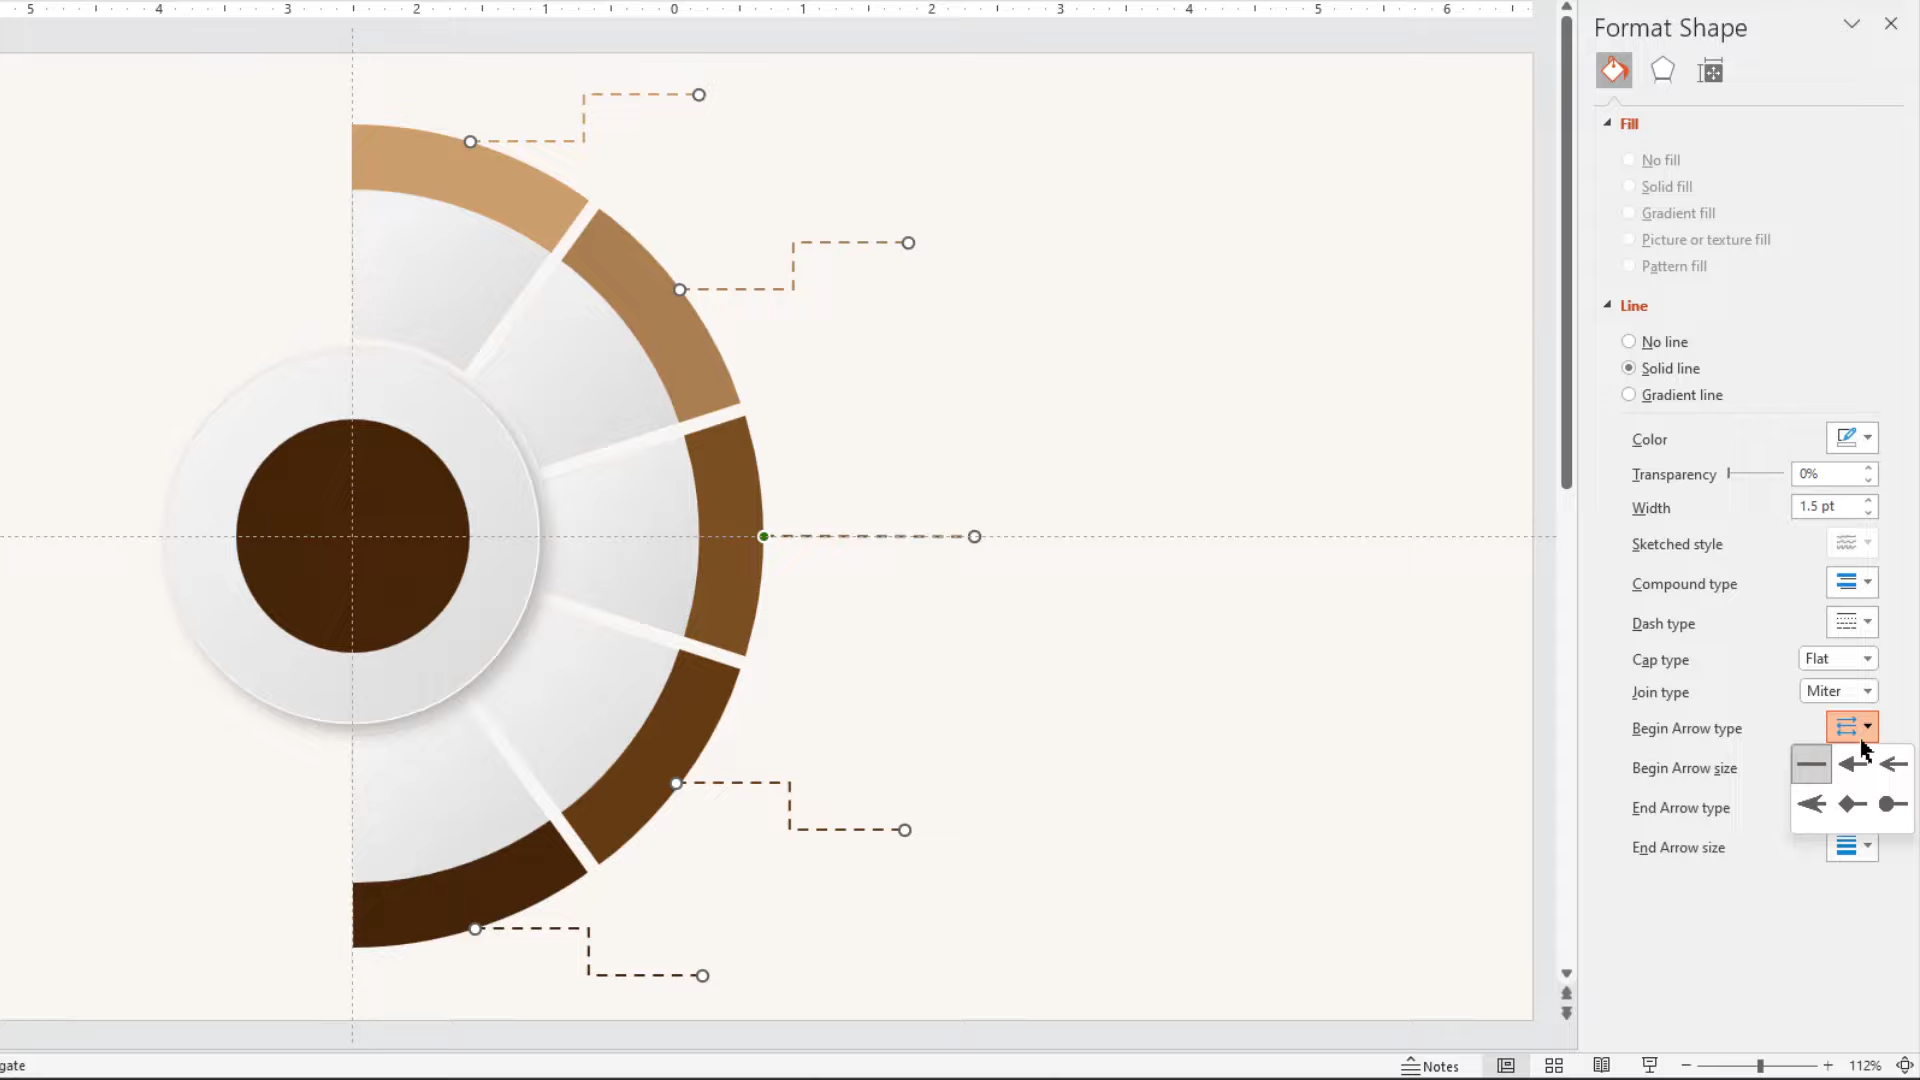 5 4 3 2 1 0 1 2 3 4 5 6
Format Shape
Fill
No fill
Solid fill
Gradient fill
Picture or texture fill
Pattern fill
Line
No line
Solid line
Gradient line
Color
Transparency 0%
Width 1.5 pt
Sketched style
Compound type
Dash type
Cap type Flat
Join type Miter
Begin Arrow type
Begin Arrow size
End Arrow type
End Arrow size
gate
Notes
112%